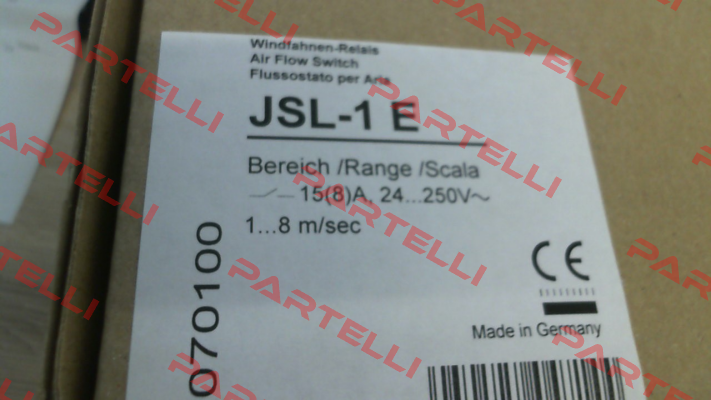 Windfahnen-Relais
Air Flow Switch
Flussostato per Aria
JSL-1 E
Bereich /Range /Scala
15(8)A, 24...250V~
1...8 m/sec
CE
Made in Germany
070100
PARTELLI
PARTELLI
PARTELLI
PARTELLI
PARTELLI
PARTELLI
PARTELLI